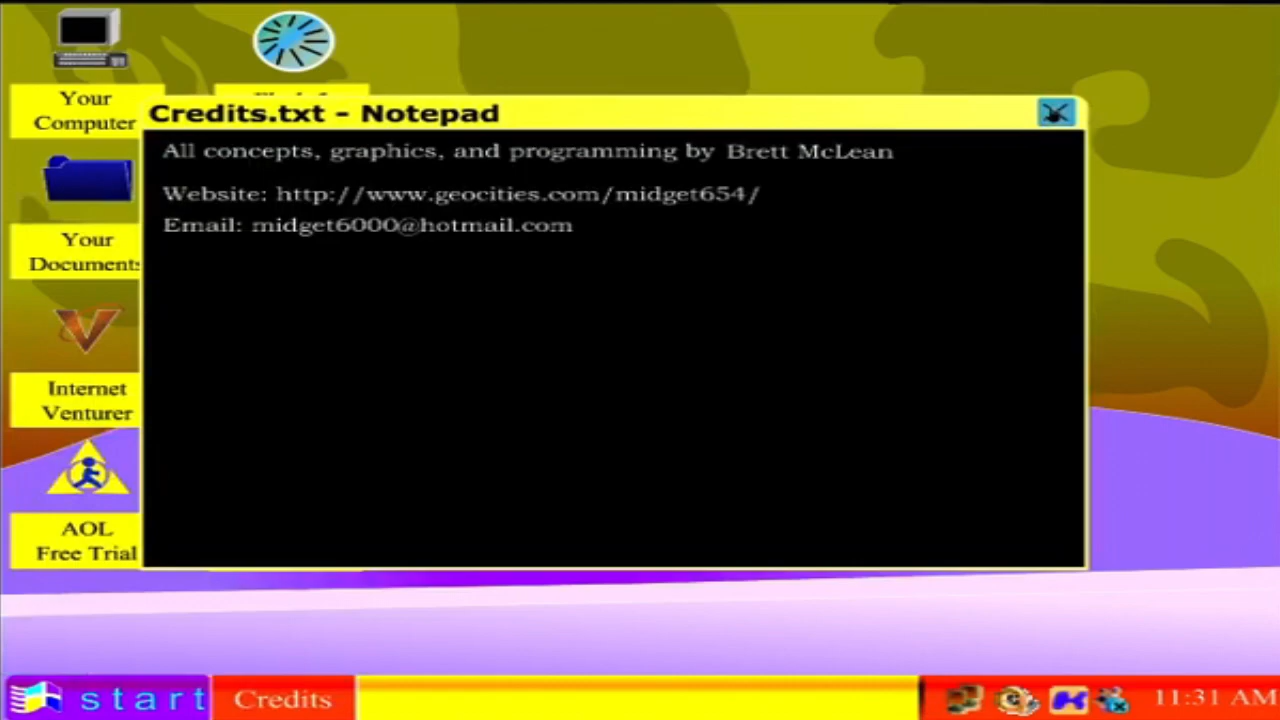 Your
Computer
Credits.txt - Notepad
All concepts, graphics, and programming by Brett McLean
Website: http://www.geocities.com/midget654/
Email: midget6000@hotmail.com
Your
Documents
Internet
Venturer
AOL
Free Trial
start
Credits
11:31 AM